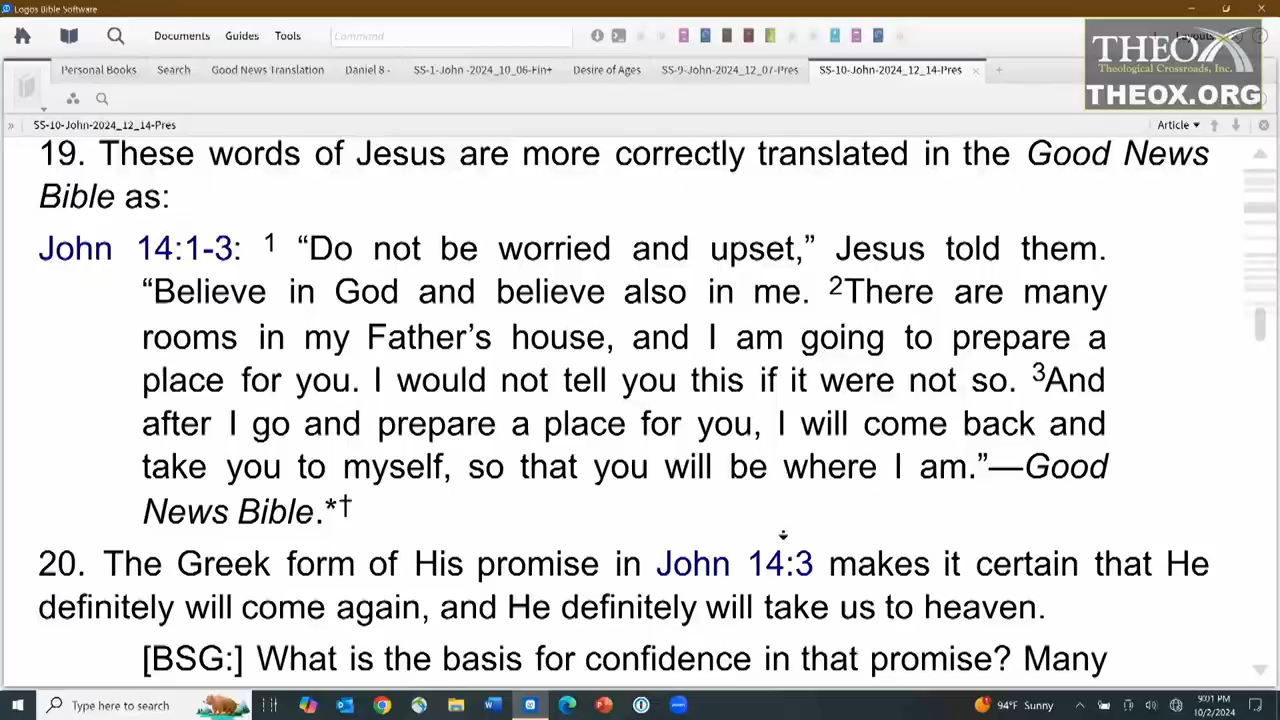 Logos Bible Software
Documents Guides Tools Command
THEOX
Theological Crossroads, Inc.
THEOX.ORG
Personal Books Search Good News Translation Daniel 8 - Desire of Ages SS-9-John-2024_12_07-Pres SS-10-John-2024_12_14-Pres
SS-10-John-2024_12_14-Pres Article
19. These words of Jesus are more correctly translated in the Good News
Bible as:
John 14:1-3: 1 “Do not be worried and upset,” Jesus told them.
“Believe in God and believe also in me. 2There are many
rooms in my Father’s house, and I am going to prepare a
place for you. I would not tell you this if it were not so. 3And
after I go and prepare a place for you, I will come back and
take you to myself, so that you will be where I am.”—Good
News Bible.*†
20. The Greek form of His promise in John 14:3 makes it certain that He
definitely will come again, and He definitely will take us to heaven.
[BSG:] What is the basis for confidence in that promise? Many
Type here to search 94°F Sunny 9:01 PM
10/2/2024